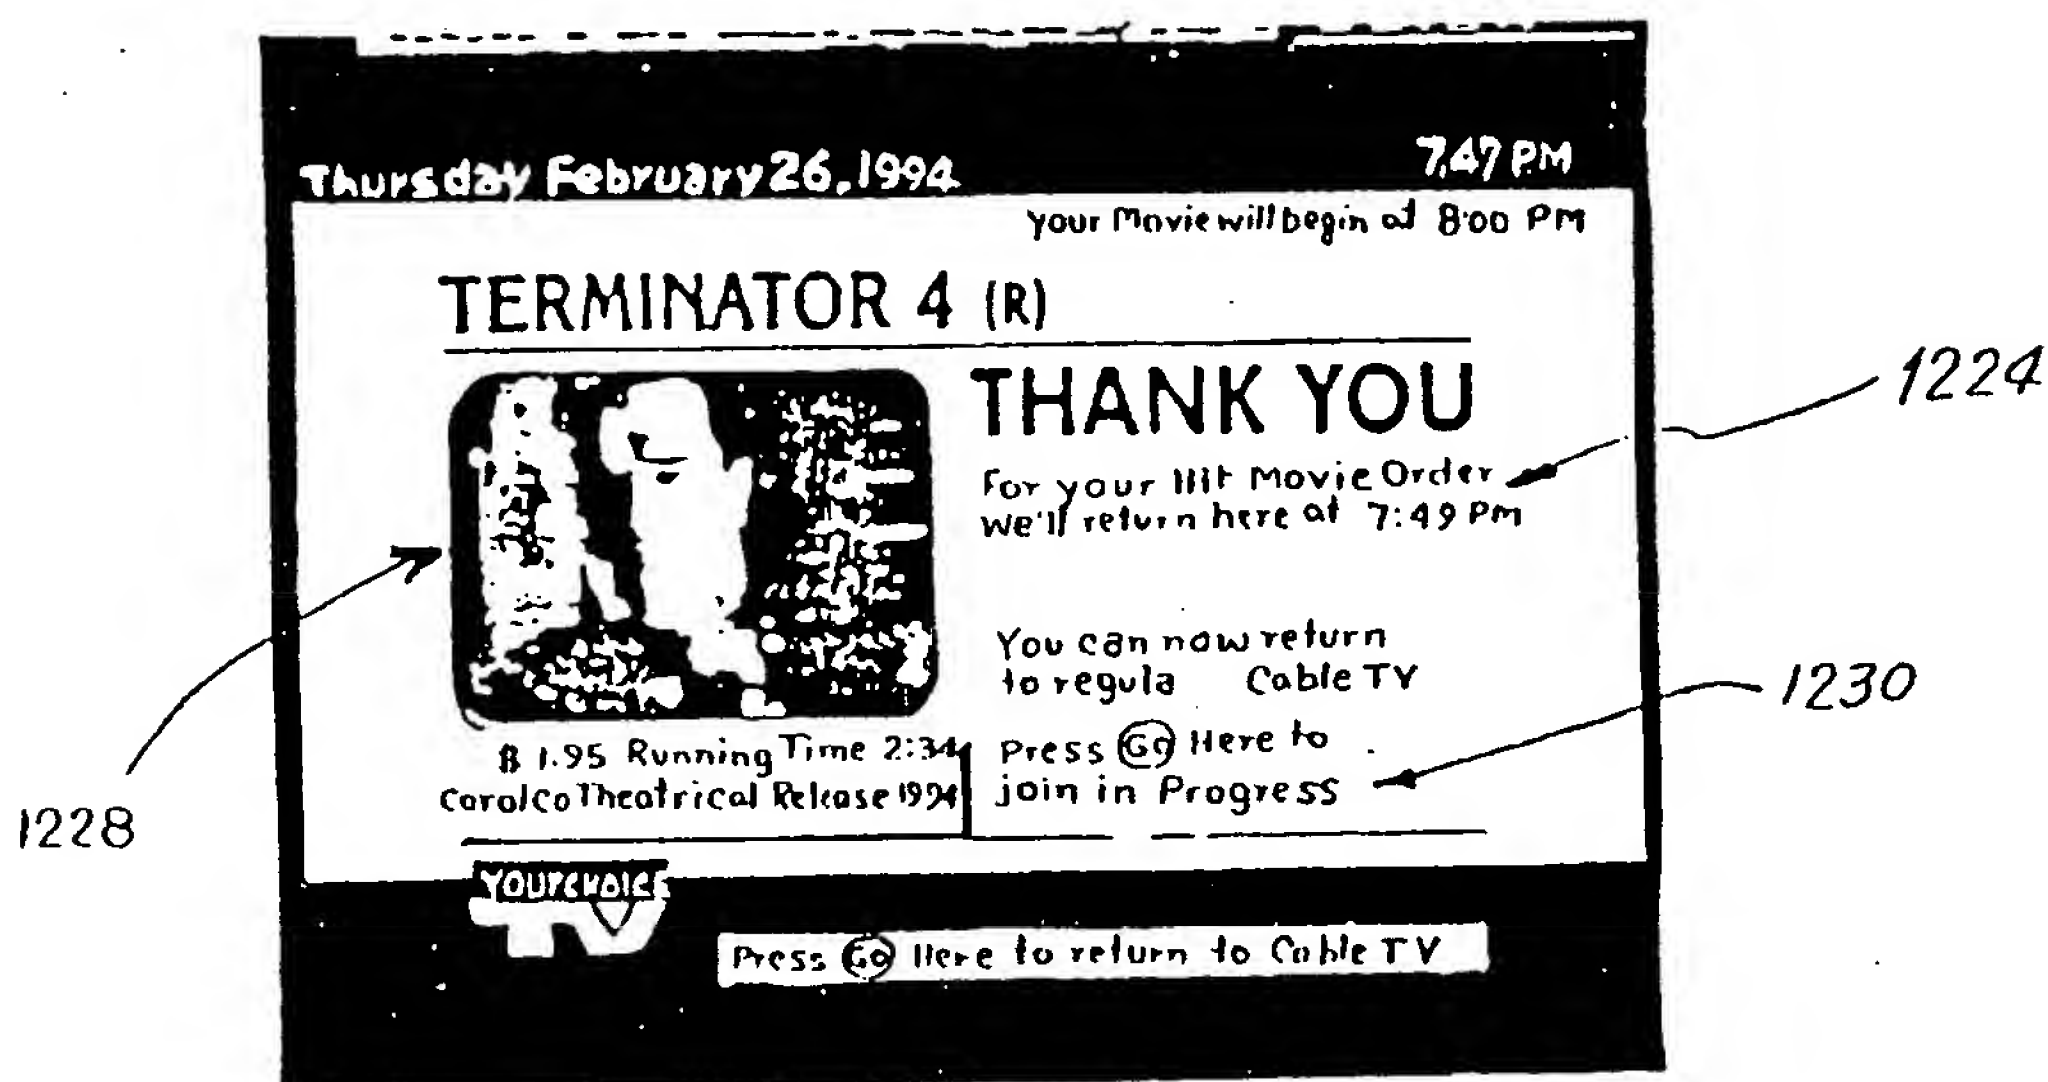 Thursday February 26, 1994
7:47 PM
Your Movie will begin at 8:00 PM
TERMINATOR 4 (R)
THANK YOU
1224
For your Hit Movie Order
We'll return here at 7:49 PM
You can now return
to regula Cable TV
1230
$ 1.95 Running Time 2:34
Carolco Theatrical Release 1994
Press Go Here to
join in Progress
1228
YOUR CHOICE
TV
Press Go Here to return to Cable TV